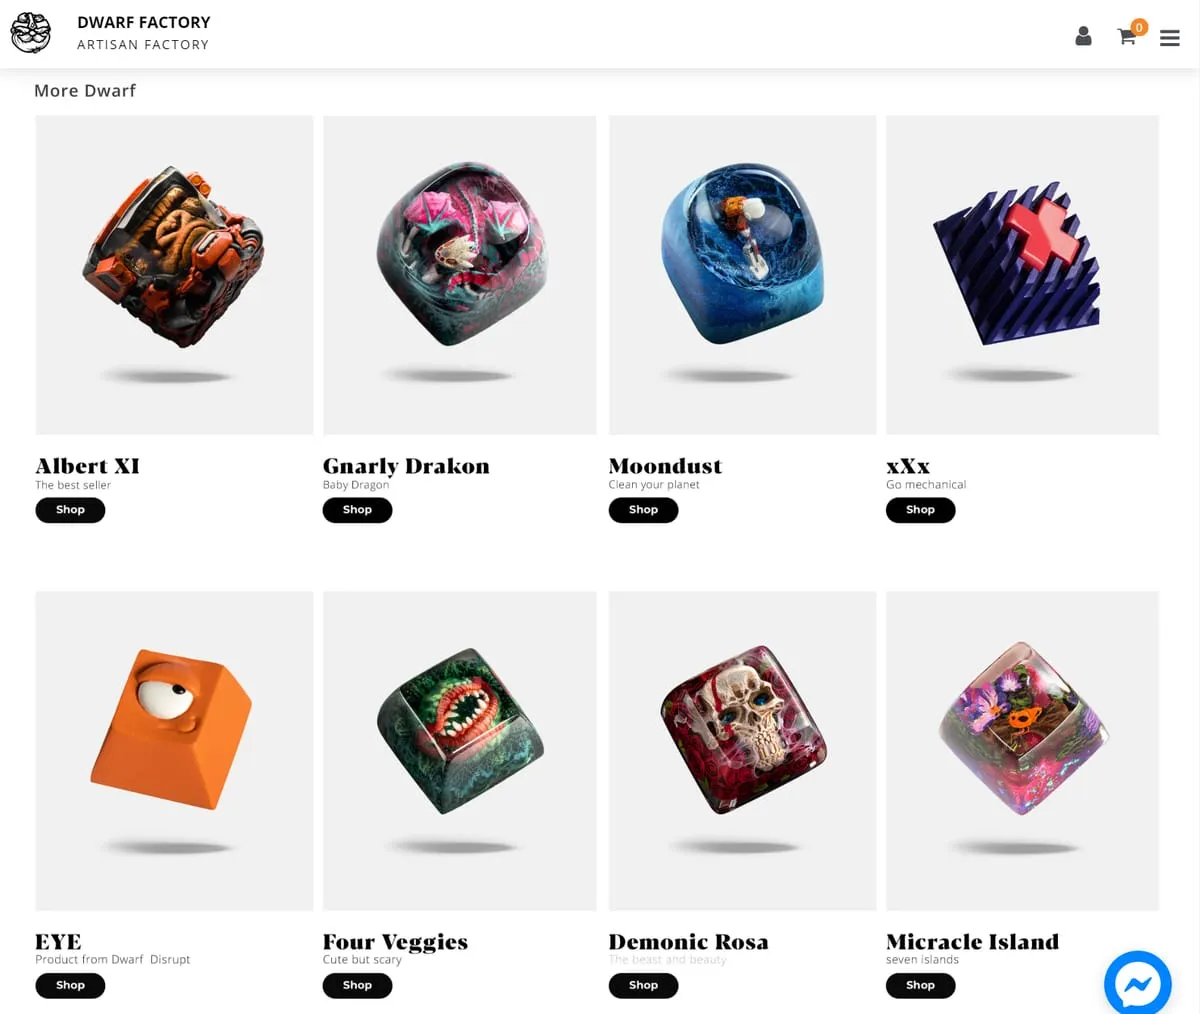 DWARF FACTORY
ARTISAN FACTORY
0
More Dwarf
Albert XI
The best seller
Shop
Gnarly Drakon
Baby Dragon
Shop
Moondust
Clean your planet
Shop
xXx
Go mechanical
Shop
EYE
Product from Dwarf Disrupt
Shop
Four Veggies
Cute but scary
Shop
Demonic Rosa
The beast and beauty
Shop
Micracle Island
seven islands
Shop